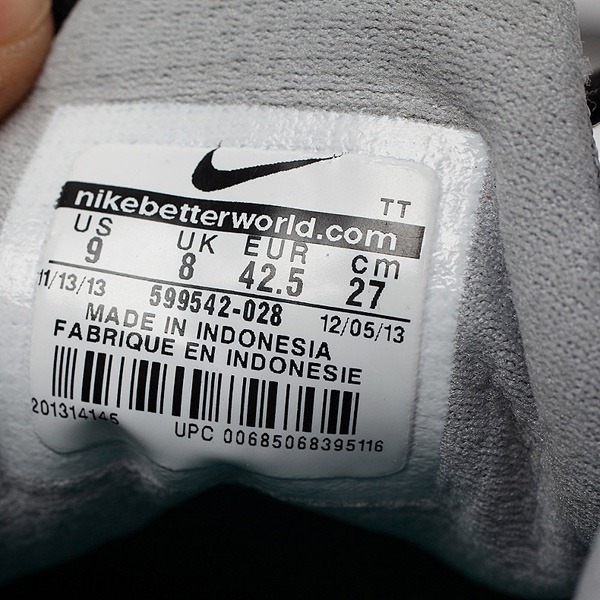 TT
nikebetterworld.com
US UK EUR cm
9 8 42.5 27
11/13/13 599542-028 12/05/13
MADE IN INDONESIA
FABRIQUE EN INDONESIE
201314145
UPC 00685068395116